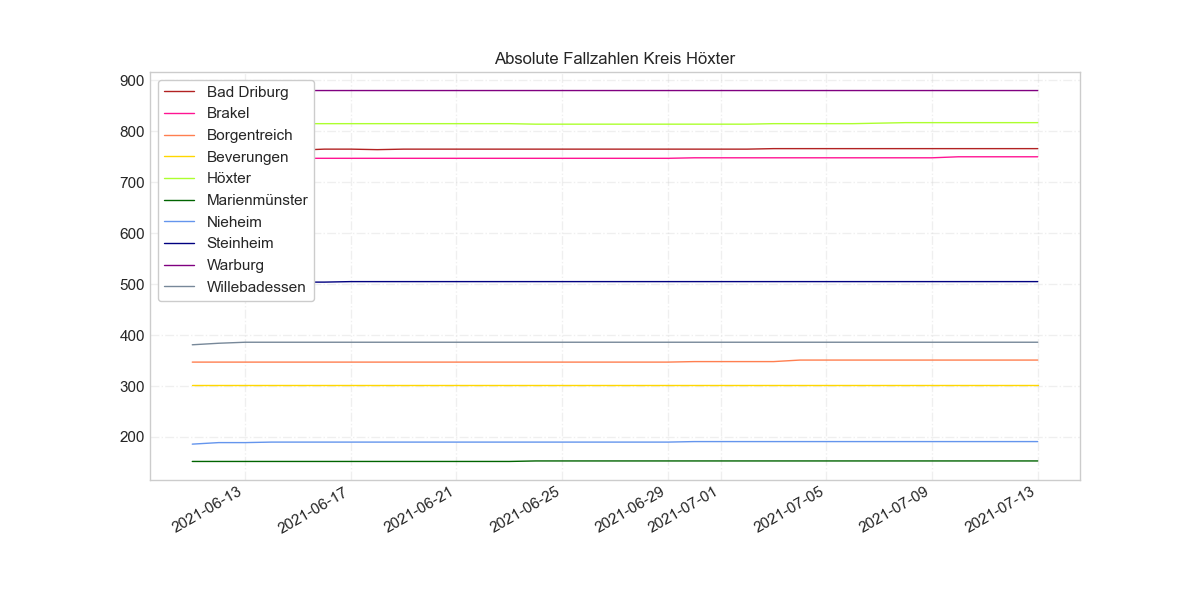 Absolute Fallzahlen Kreis Höxter
900
800
700
600
500
400
300
200
Bad Driburg
Brakel
Borgentreich
Beverungen
Höxter
Marienmünster
Nieheim
Steinheim
Warburg
Willebadessen
2021-06-13
2021-06-17
2021-06-21
2021-06-25
2021-06-29
2021-07-01
2021-07-05
2021-07-09
2021-07-13